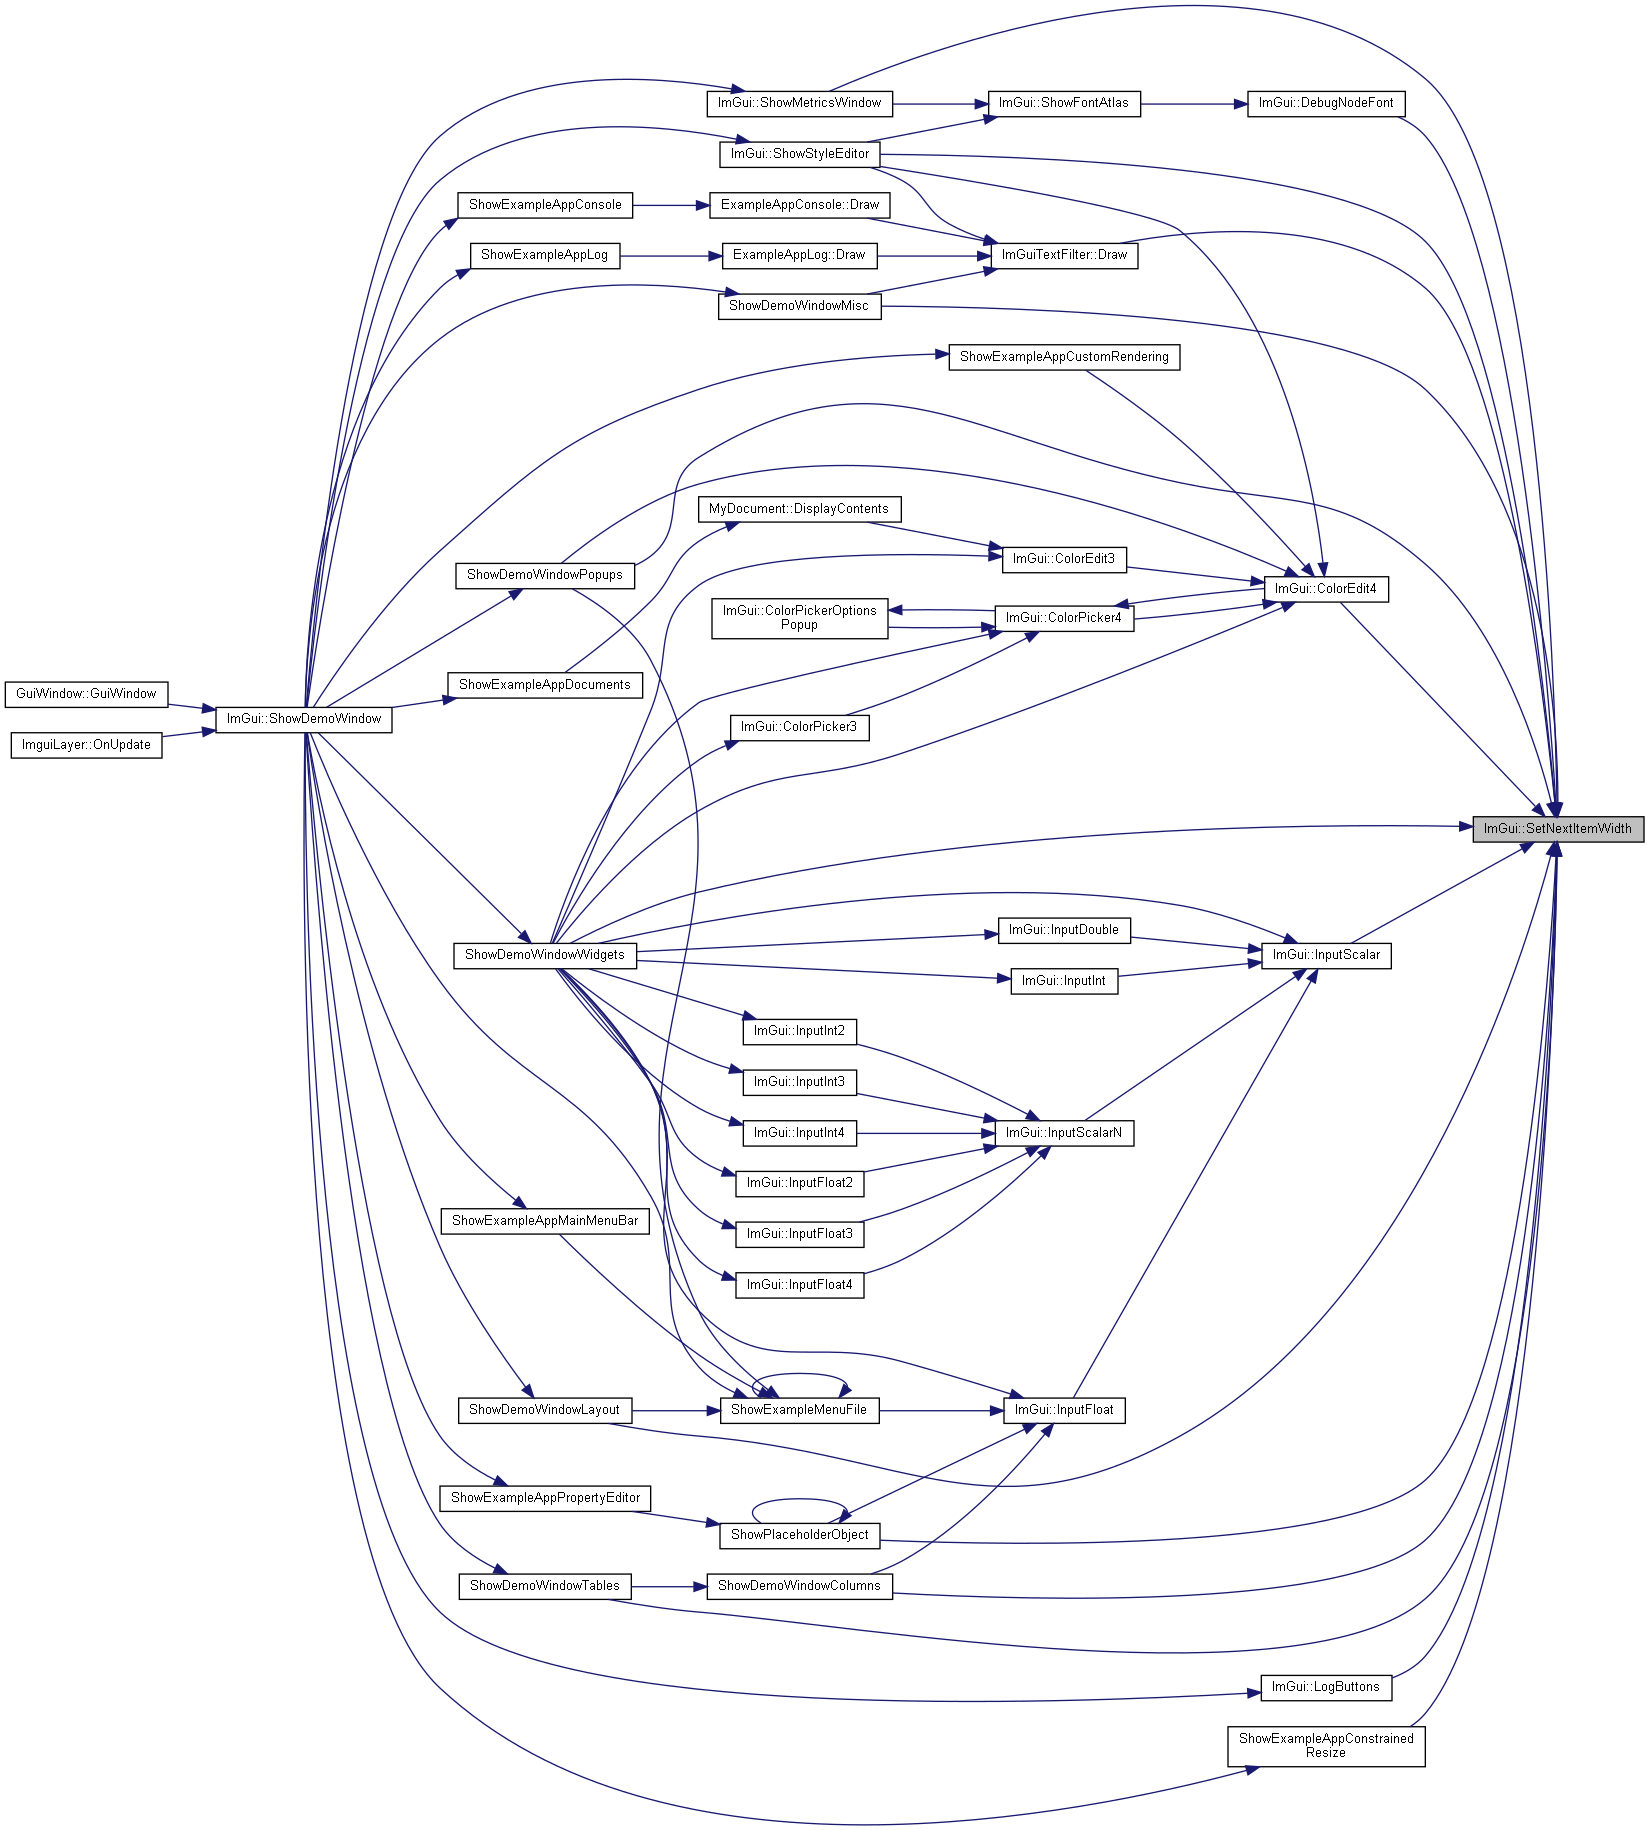 ImGui::ShowMetricsWindow
ImGui::ShowFontAtlas
ImGui::DebugNodeFont
ImGui::ShowStyleEditor
ShowExampleAppConsole
ExampleAppConsole::Draw
ShowExampleAppLog
ExampleAppLog::Draw
ImGuiTextFilter::Draw
ShowDemoWindowMisc
ShowExampleAppCustomRendering
MyDocument::DisplayContents
ImGui::ColorEdit3
ShowDemoWindowPopups
ImGui::ColorEdit4
ImGui::ColorPickerOptions
Popup
ImGui::ColorPicker4
ShowExampleAppDocuments
GuiWindow::GuiWindow
ImGui::ShowDemoWindow
ImGui::ColorPicker3
ImguiLayer::OnUpdate
ImGui::SetNextItemWidth
ImGui::InputDouble
ShowDemoWindowWidgets
ImGui::InputScalar
ImGui::InputInt
ImGui::InputInt2
ImGui::InputInt3
ImGui::InputInt4
ImGui::InputScalarN
ImGui::InputFloat2
ShowExampleAppMainMenuBar
ImGui::InputFloat3
ImGui::InputFloat4
ShowDemoWindowLayout
ShowExampleMenuFile
ImGui::InputFloat
ShowExampleAppPropertyEditor
ShowPlaceholderObject
ShowDemoWindowTables
ShowDemoWindowColumns
ImGui::LogButtons
ShowExampleAppConstrained
Resize